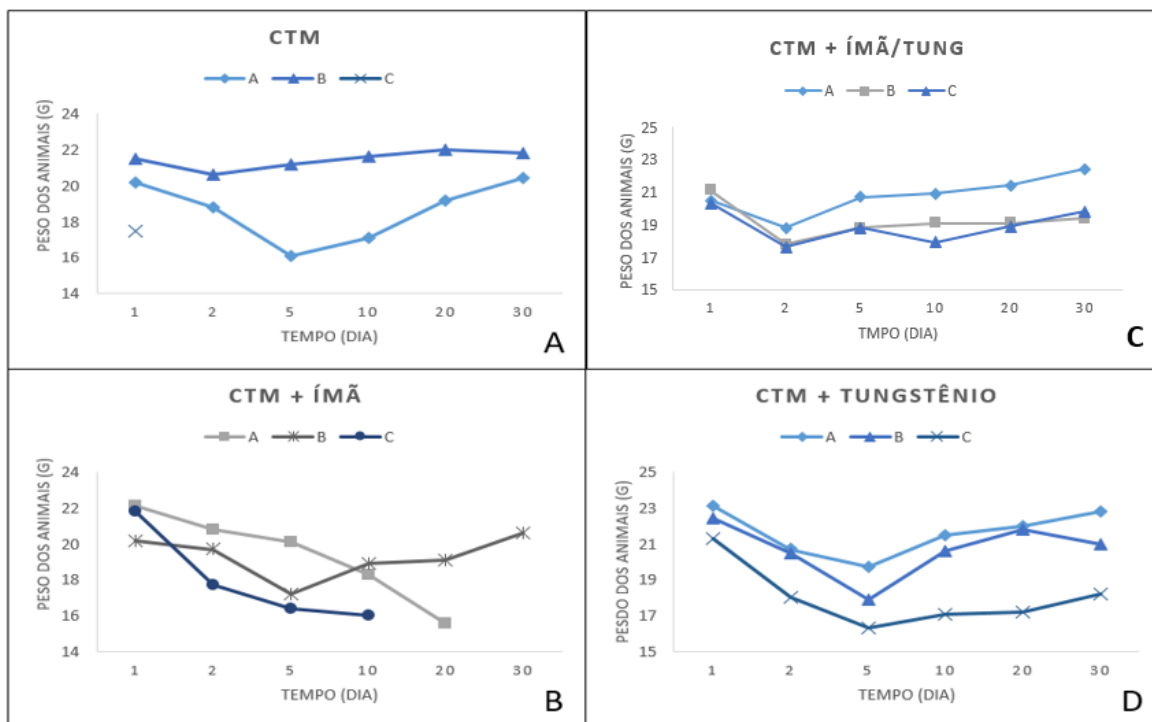 CTM
A B C
PESO DOS ANIMAIS (G)
24
22
20
18
16
14
1 2 5 10 20 30
TEMPO (DIA)
A
CTM + ÍMÃ/TUNG
A B C
PESO DOS ANIMAIS (G)
25
23
21
19
17
15
1 2 5 10 20 30
TMPO (DIA)
C
CTM + ÍMÃ
A B C
PESO DOS ANIMAIS (G)
24
22
20
18
16
14
1 2 5 10 20 30
TEMPO (DIA)
B
CTM + TUNGSTÊNIO
A B C
PESDO DOS ANIMAIS (G)
25
23
21
19
17
15
1 2 5 10 20 30
TEMPO (DIA)
D